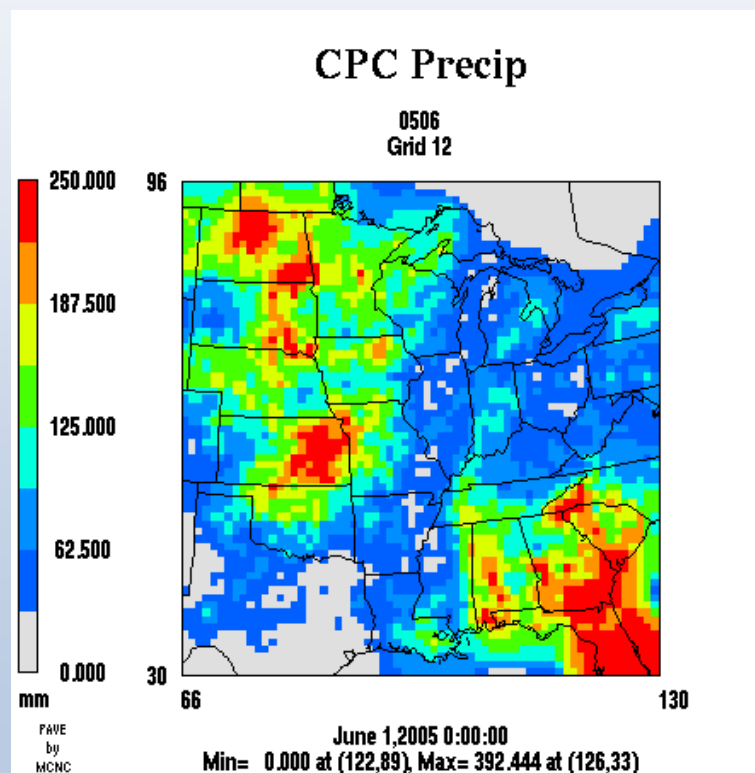 CPC Precip
0506
Grid 12
250.000
187.500
125.000
62.500
0.000
mm
96
30
66
130
PAVE
by
MCNC
June 1,2005 0:00:00
Min= 0.000 at (122,89), Max= 392.444 at (126,33)